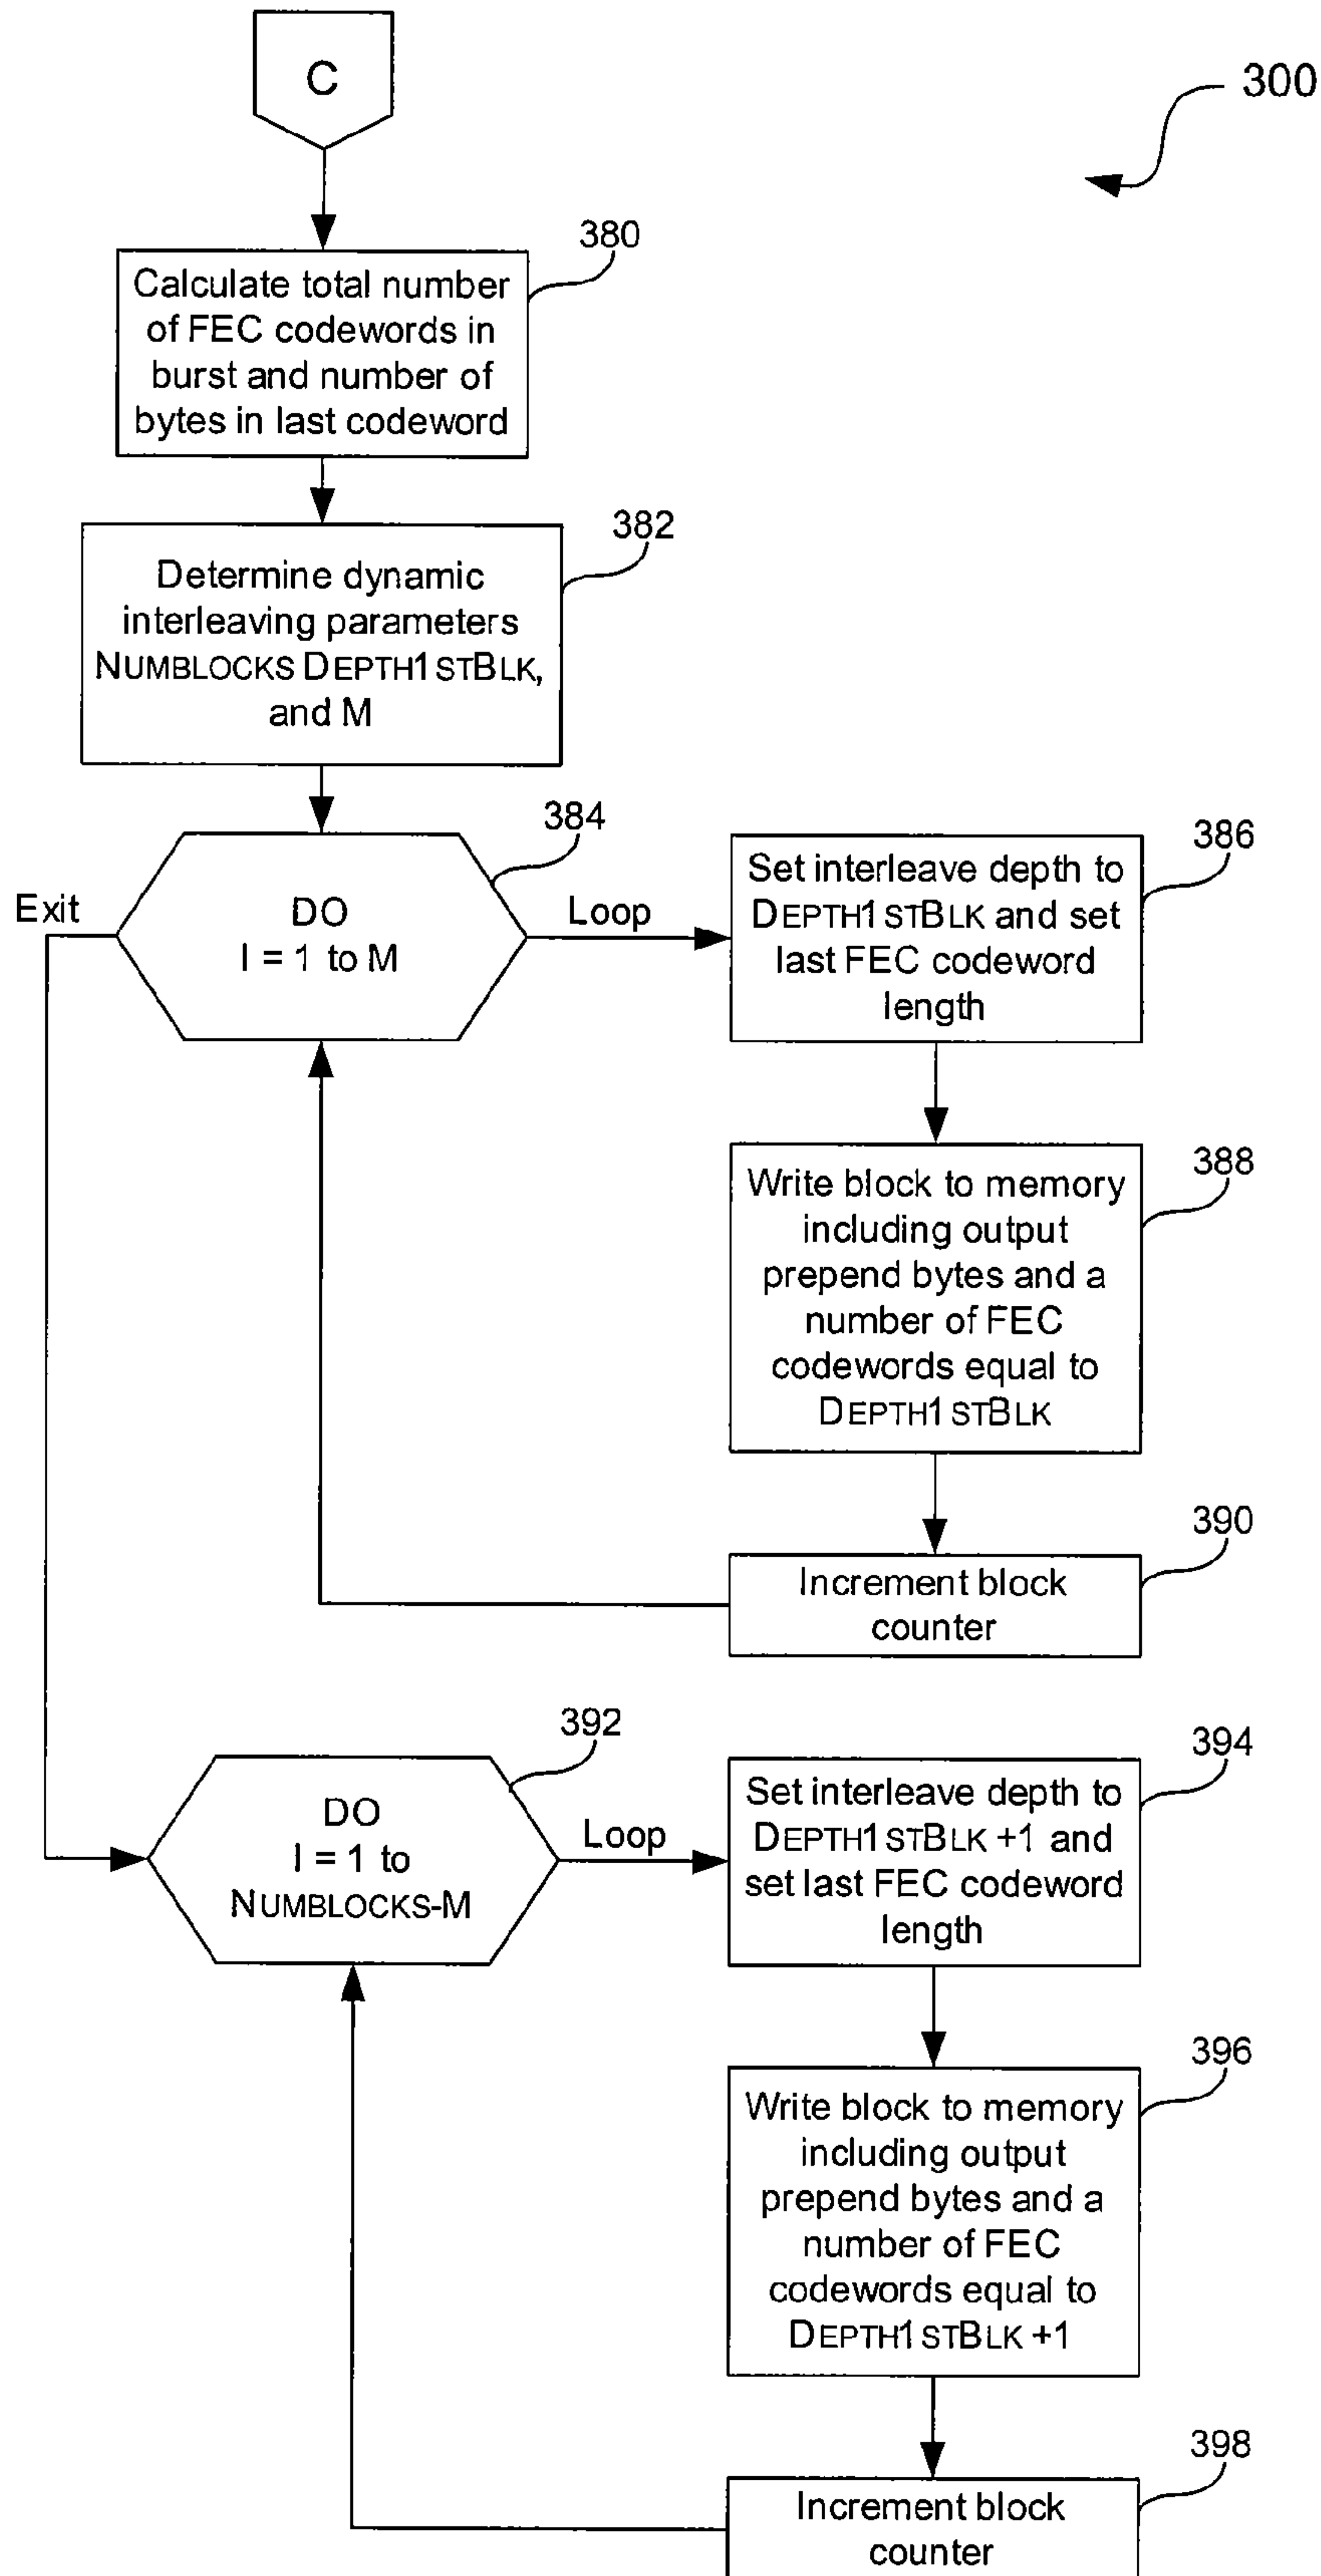 C
300
380
Calculate total number
of FEC codewords in
burst and number of
bytes in last codeword
382
Determine dynamic
interleaving parameters
NUMBLOCKS DEPTH1STBLK,
and M
384
Exit
DO
I = 1 to M
Loop
386
Set interleave depth to
DEPTH1STBLK and set
last FEC codeword
length
388
Write block to memory
including output
prepend bytes and a
number of FEC
codewords equal to
DEPTH1STBLK
390
Increment block
counter
392
DO
I = 1 to
NUMBLOCKS-M
Loop
394
Set interleave depth to
DEPTH1STBLK +1 and
set last FEC codeword
length
396
Write block to memory
including output
prepend bytes and a
number of FEC
codewords equal to
DEPTH1STBLK +1
398
Increment block
counter